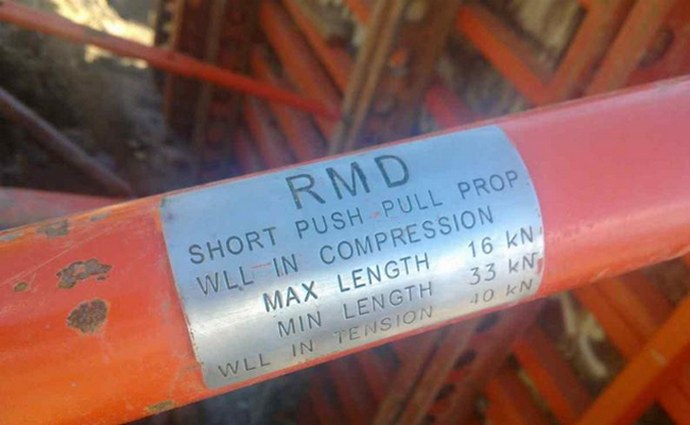 RMD
SHORT PUSH-PULL PROP
WLL IN COMPRESSION
MAX LENGTH 16 kN
MIN LENGTH 33 kN
WLL IN TENSION 40 kN